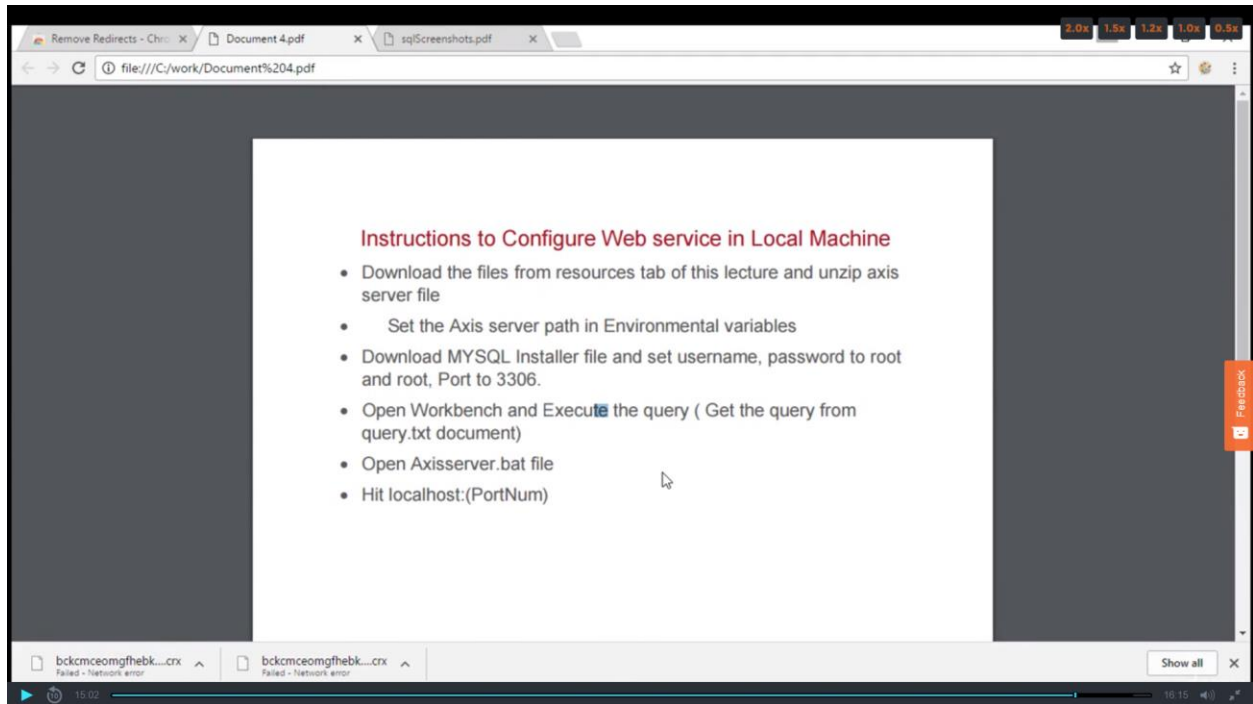 2.0x 1.5x 1.2x 1.0x 0.5x
Remove Redirects - Chro
Document 4.pdf
sqlScreenshots.pdf
file:///C:/work/Document%204.pdf
Instructions to Configure Web service in Local Machine
• Download the files from resources tab of this lecture and unzip axis
server file
• Set the Axis server path in Environmental variables
• Download MYSQL Installer file and set username, password to root
and root, Port to 3306.
• Open Workbench and Execute the query ( Get the query from
query.txt document)
• Open Axisserver.bat file
• Hit localhost:(PortNum)
Feedback
bckcmceomgfhebk....crx
Failed - Network error
bckcmceomgfhebk....crx
Failed - Network error
Show all
10
15:02
16:15